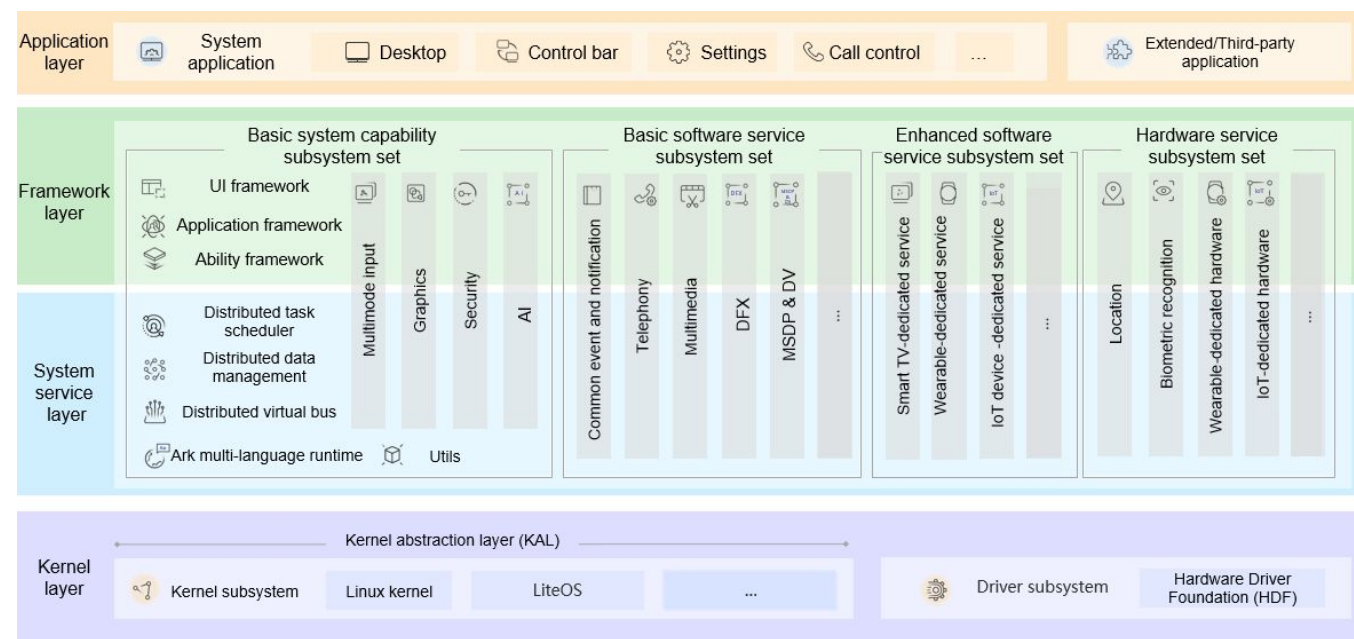 Application
layer
System
application
Desktop
Control bar
Settings
Call control
...
Extended/Third-party
application
Framework
layer
System
service
layer
Basic system capability
subsystem set
UI framework
Application framework
Ability framework
Distributed task
scheduler
Distributed data
management
Distributed virtual bus
Ark multi-language runtime
Utils
Multimode input
Graphics
Security
AI
AI
Basic software service
subsystem set
Common event and notification
Telephony
Multimedia
DFX
DFX
MSDP & DV
...
Enhanced software
service subsystem set
Smart TV-dedicated service
Wearable-dedicated service
IoT
IoT device -dedicated service
...
Hardware service
subsystem set
Location
Biometric recognition
Wearable-dedicated hardware
IoT
IoT-dedicated hardware
...
Kernel
layer
Kernel abstraction layer (KAL)
Kernel subsystem
Linux kernel
LiteOS
...
Driver subsystem
Hardware Driver
Foundation (HDF)